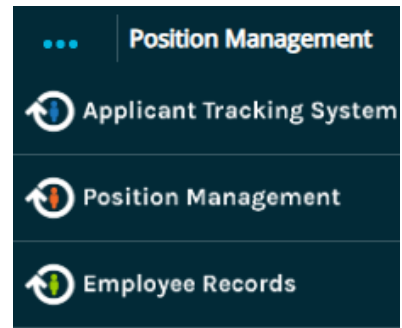 Position Management
Applicant Tracking System
Position Management
Employee Records